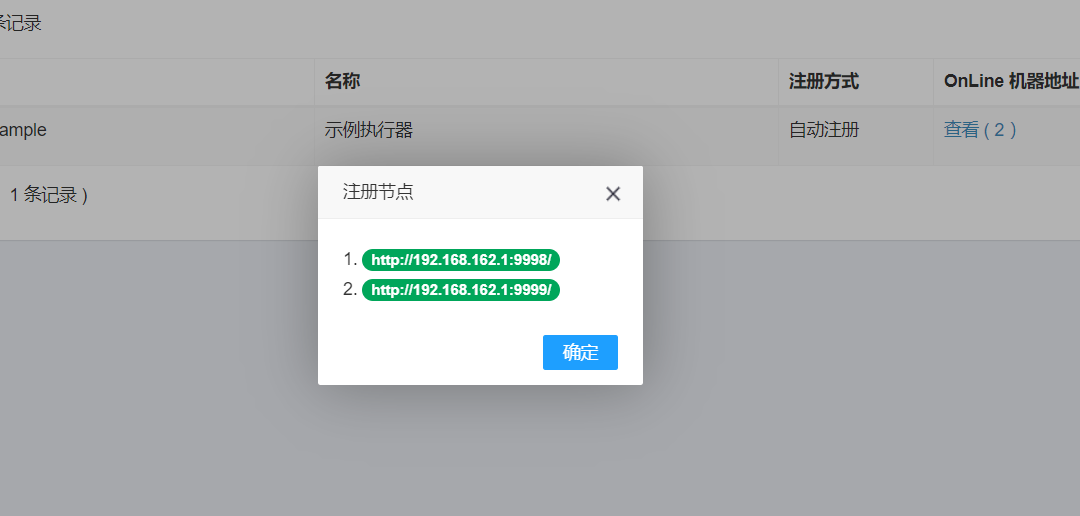 条记录
名称 注册方式 OnLine 机器地址
ample 示例执行器 自动注册 查看 ( 2 )
1 条记录 )
注册节点
1. http://192.168.162.1:9998/
2. http://192.168.162.1:9999/
确定